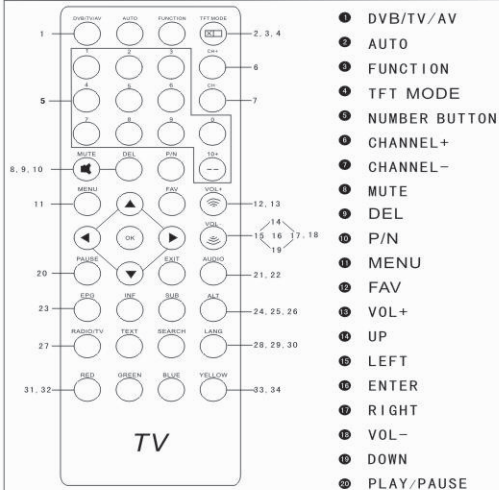 DVB/TV/AV AUTO FUNCTION TFT MODE
1 2, 3, 4
1 2 3 CH+
6
4 5 6 CH-
5 7
7 8 9 0
MUTE DEL P/N 10+
8, 9, 10 --
MENU FAV VOL+
11 12, 13
VOL-
14
OK 15 16 17, 18
19
PAUSE EXIT AUDIO
20 21, 22
EPG INF SUB ALT
23 24, 25, 26
RADIO/TV TEXT SEARCH LANG
27 28, 29, 30
RED GREEN BLUE YELLOW
31, 32 33, 34
TV
1 DVB/TV/AV
2 AUTO
3 FUNCTION
4 TFT MODE
5 NUMBER BUTTON
6 CHANNEL+
7 CHANNEL-
8 MUTE
9 DEL
10 P/N
11 MENU
12 FAV
13 VOL+
14 UP
15 LEFT
16 ENTER
17 RIGHT
18 VOL-
19 DOWN
20 PLAY/PAUSE